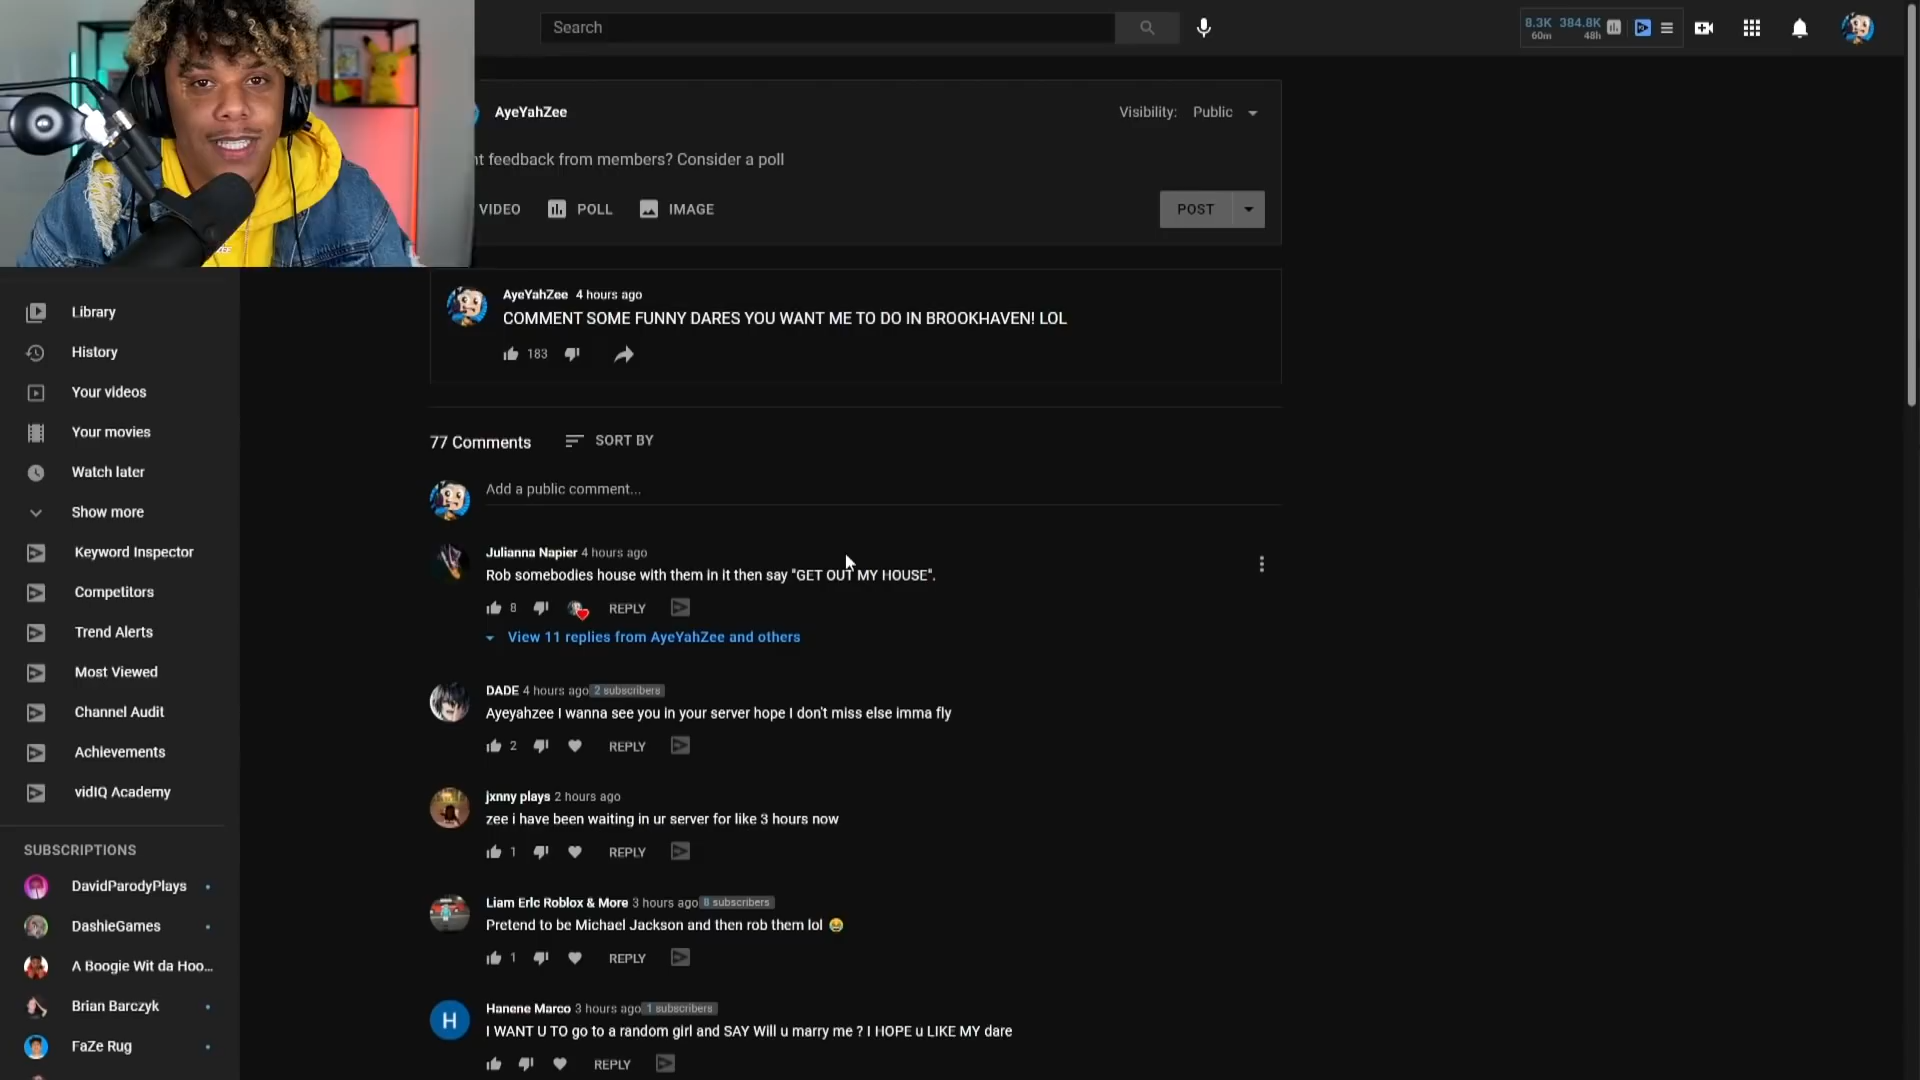 Search
8.3K 384.8K
60m 48h
AyeYahZee
Visibility: Public
feedback from members? Consider a poll
VIDEO POLL IMAGE
POST
AyeYahZee 4 hours ago
COMMENT SOME FUNNY DARES YOU WANT ME TO DO IN BROOKHAVEN! LOL
183
77 Comments SORT BY
Add a public comment...
Julianna Napier 4 hours ago
Rob somebodies house with them in it then say "GET OUT MY HOUSE".
8 REPLY
View 11 replies from AyeYahZee and others
DADE 4 hours ago 2 subscribers
Ayeyahzee I wanna see you in your server hope I don't miss else imma fly
2 REPLY
jxnny plays 2 hours ago
zee i have been waiting in ur server for like 3 hours now
1 REPLY
Liam Erlc Roblox & More 3 hours ago 8 subscribers
Pretend to be Michael Jackson and then rob them lol 😂
1 REPLY
H
Hanene Marco 3 hours ago 1 subscribers
I WANT U TO go to a random girl and SAY Will u marry me ? I HOPE u LIKE MY dare
REPLY
Library
History
Your videos
Your movies
Watch later
Show more
Keyword Inspector
Competitors
Trend Alerts
Most Viewed
Channel Audit
Achievements
vidIQ Academy
SUBSCRIPTIONS
DavidParodyPlays
DashieGames
A Boogie Wit da Hoo...
Brian Barczyk
FaZe Rug